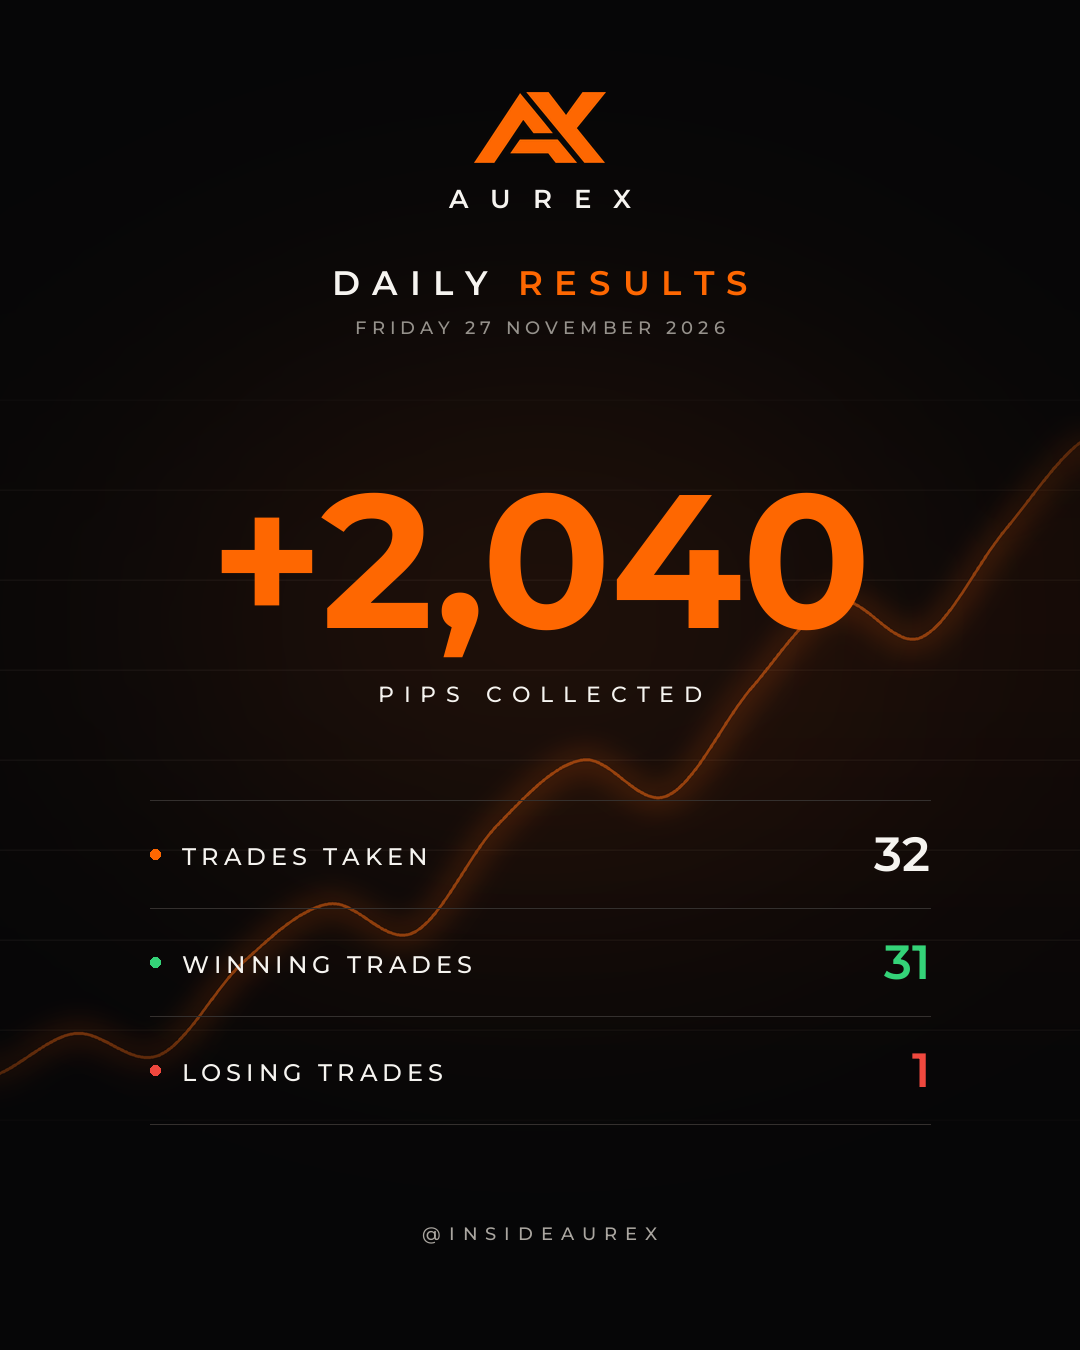 AX
AUREX
DAILY RESULTS
FRIDAY 27 NOVEMBER 2026
+2,040
PIPS COLLECTED
TRADES TAKEN 32
WINNING TRADES 31
LOSING TRADES 1
@INSIDEAUREX